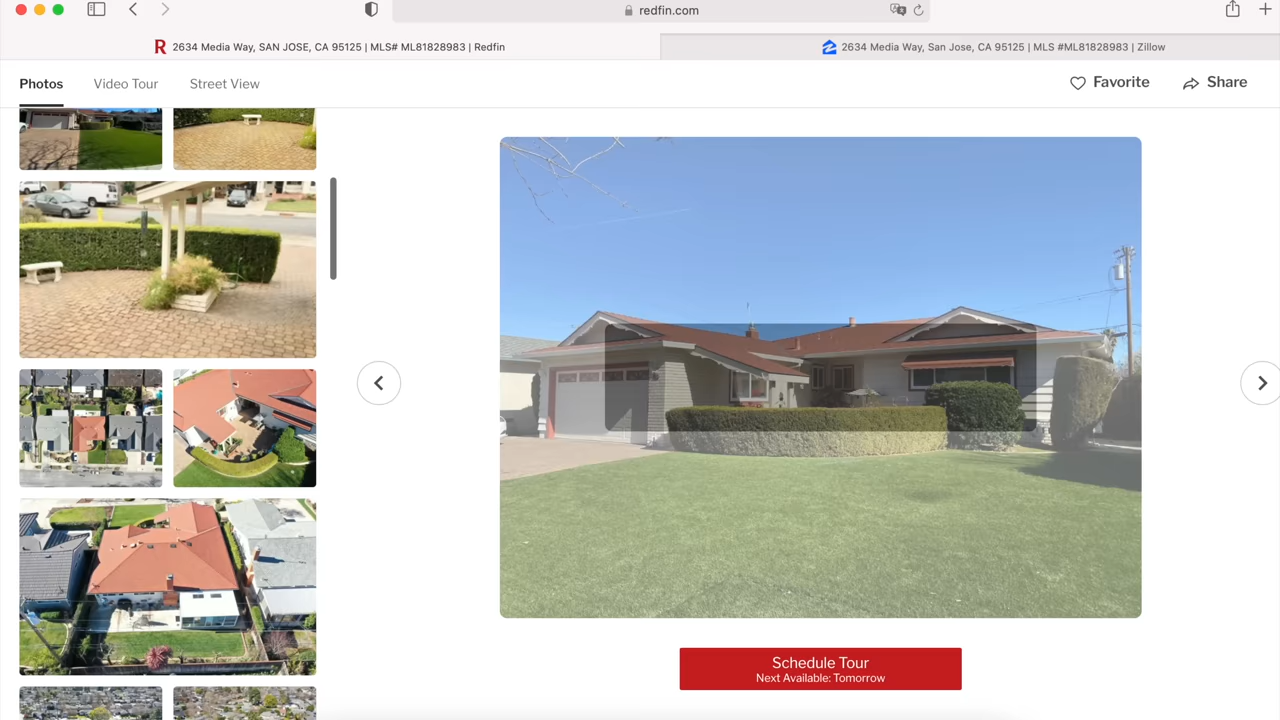 redfin.com
R 2634 Media Way, SAN JOSE, CA 95125 | MLS# ML81828983 | Redfin
2634 Media Way, San Jose, CA 95125 | MLS #ML81828983 | Zillow
Photos Video Tour Street View Favorite Share
Schedule Tour
Next Available: Tomorrow